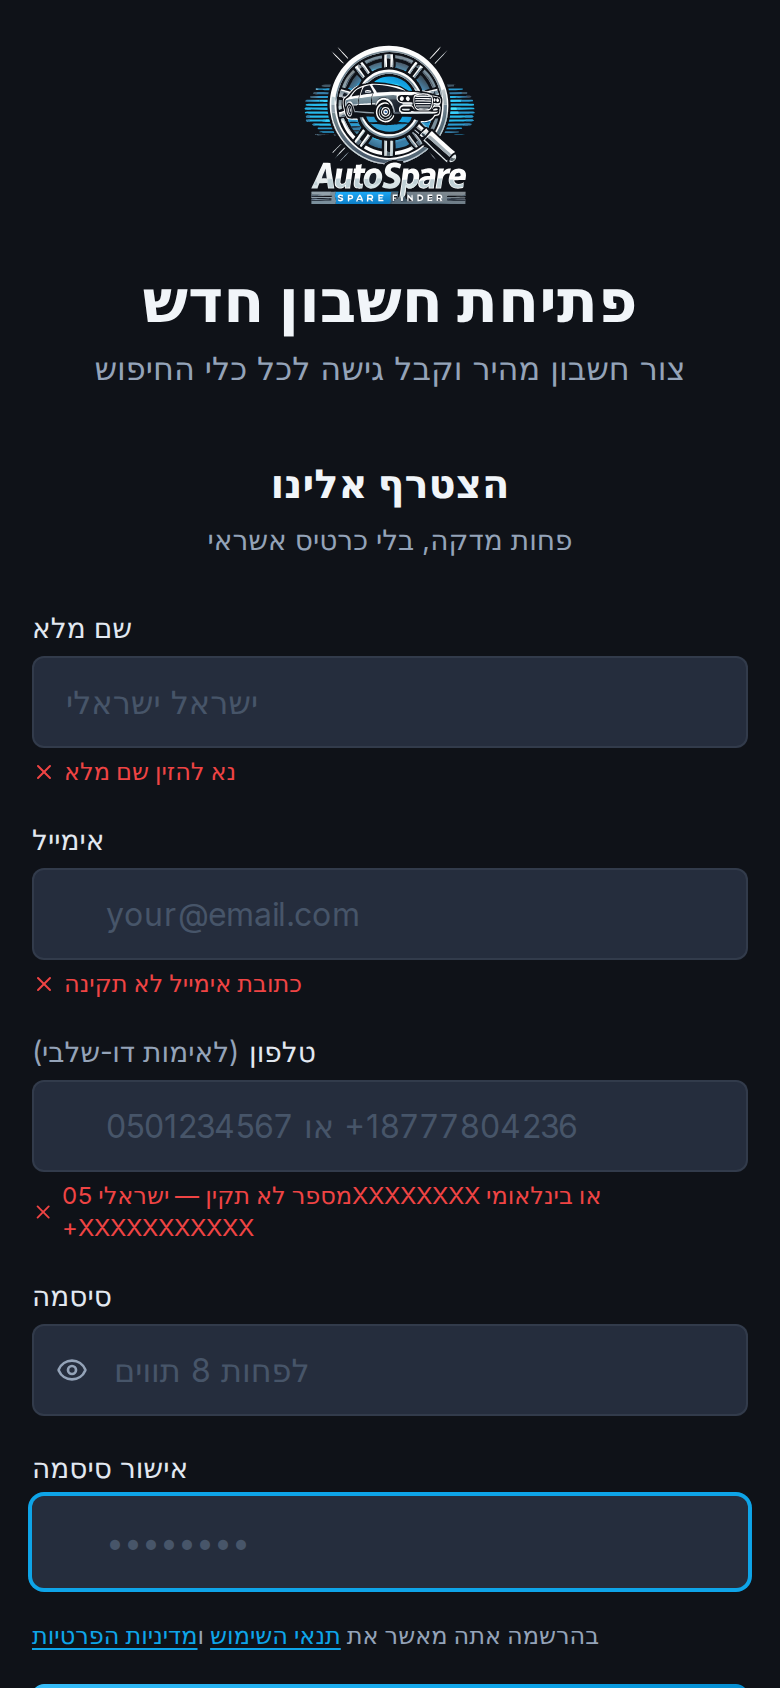 AutoSpare
SPARE FINDER
פתיחת חשבון חדש
צור חשבון מהיר וקבל גישה לכל כלי החיפוש
הצטרף אלינו
פחות מדקה, בלי כרטיס אשראי
שם מלא
ישראל ישראלי
נא להזין שם מלא
אימייל
your@email.com
כתובת אימייל לא תקינה
טלפון (לאימות דו-שלבי)
0501234567 או +18777804236
מספר לא תקין — ישראלי 05XXXXXXXX או בינלאומי
+XXXXXXXXXXX
סיסמה
לפחות 8 תווים
אישור סיסמה
••••••••
בהרשמה אתה מאשר את תנאי השימוש ומדיניות הפרטיות